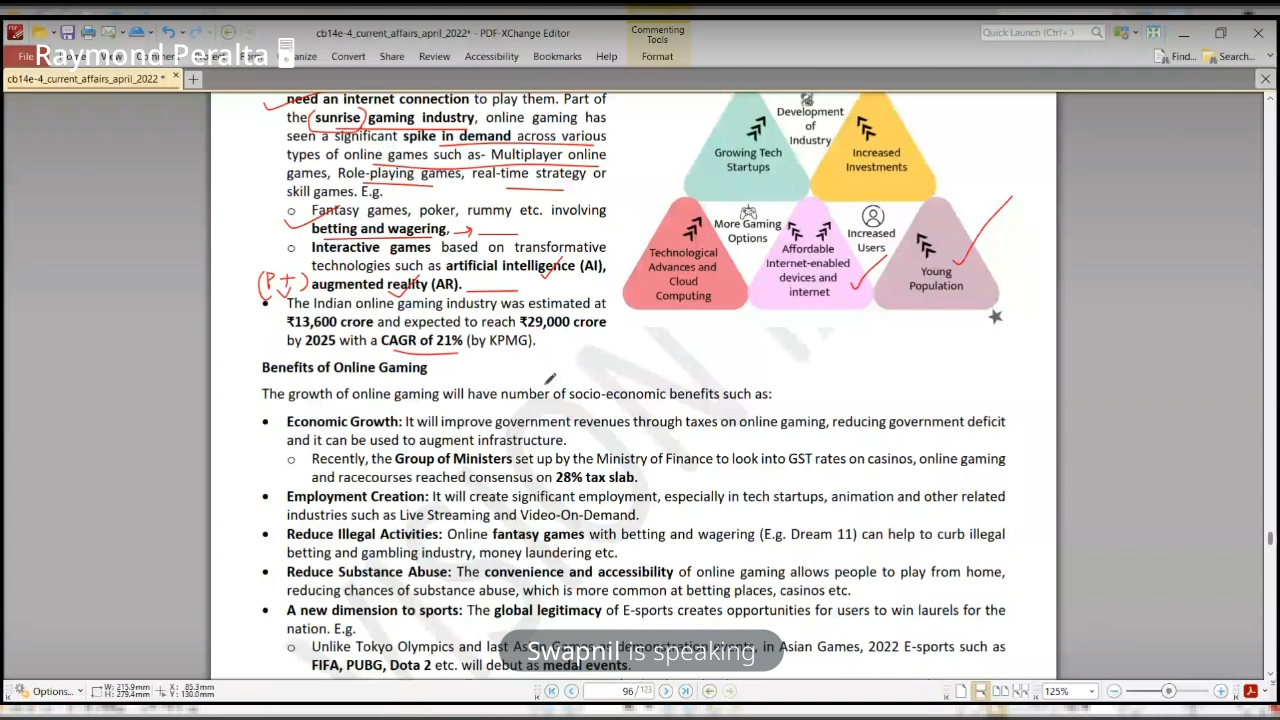 cb14e-4_current_affairs_april_2022* - PDF-XChange Editor
Commenting Tools
Quick Launch (Ctrl+.)
Raymond Peralta
File Home View Comment Convert Share Review Accessibility Bookmarks Help Format
Find... Search...
cb14e-4_current_affairs_april_2022 *
need an internet connection to play them. Part of
the sunrise gaming industry, online gaming has
seen a significant spike in demand across various
types of online games such as- Multiplayer online
games, Role-playing games, real-time strategy or
skill games. E.g.
o Fantasy games, poker, rummy etc. involving
betting and wagering,
o Interactive games based on transformative
technologies such as artificial intelligence (AI),
augmented reality (AR).
(P+)
• The Indian online gaming industry was estimated at
₹13,600 crore and expected to reach ₹29,000 crore
by 2025 with a CAGR of 21% (by KPMG).
Development
of
Industry
Growing Tech
Startups
Increased
Investments
More Gaming
Options
Increased
Users
Technological
Advances and
Cloud
Computing
Affordable
Internet-enabled
devices and
internet
Young
Population
Benefits of Online Gaming
The growth of online gaming will have number of socio-economic benefits such as:
• Economic Growth: It will improve government revenues through taxes on online gaming, reducing government deficit
and it can be used to augment infrastructure.
o Recently, the Group of Ministers set up by the Ministry of Finance to look into GST rates on casinos, online gaming
and racecourses reached consensus on 28% tax slab.
• Employment Creation: It will create significant employment, especially in tech startups, animation and other related
industries such as Live Streaming and Video-On-Demand.
• Reduce Illegal Activities: Online fantasy games with betting and wagering (E.g. Dream 11) can help to curb illegal
betting and gambling industry, money laundering etc.
• Reduce Substance Abuse: The convenience and accessibility of online gaming allows people to play from home,
reducing chances of substance abuse, which is more common at betting places, casinos etc.
• A new dimension to sports: The global legitimacy of E-sports creates opportunities for users to win laurels for the
nation. E.g.
o Unlike Tokyo Olympics and last Asian Games demonstration events, in Asian Games, 2022 E-sports such as
FIFA, PUBG, Dota 2 etc. will debut as medal events.
Swapnil is speaking
VISION
Options...
W: 215.9mm
H: 279.4mm
X: 85.3mm
Y: 130.0mm
96 /123
125%